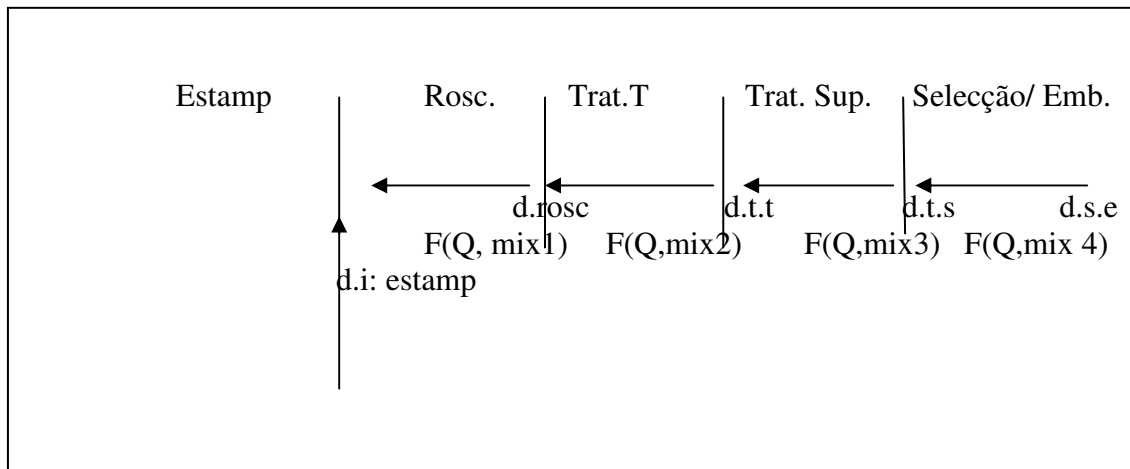 Estamp Rosc. Trat.T Trat. Sup. Selecção/ Emb.
d.rosc d.t.t d.t.s d.s.e
F(Q, mix1) F(Q,mix2) F(Q,mix3) F(Q,mix 4)
d.i: estamp